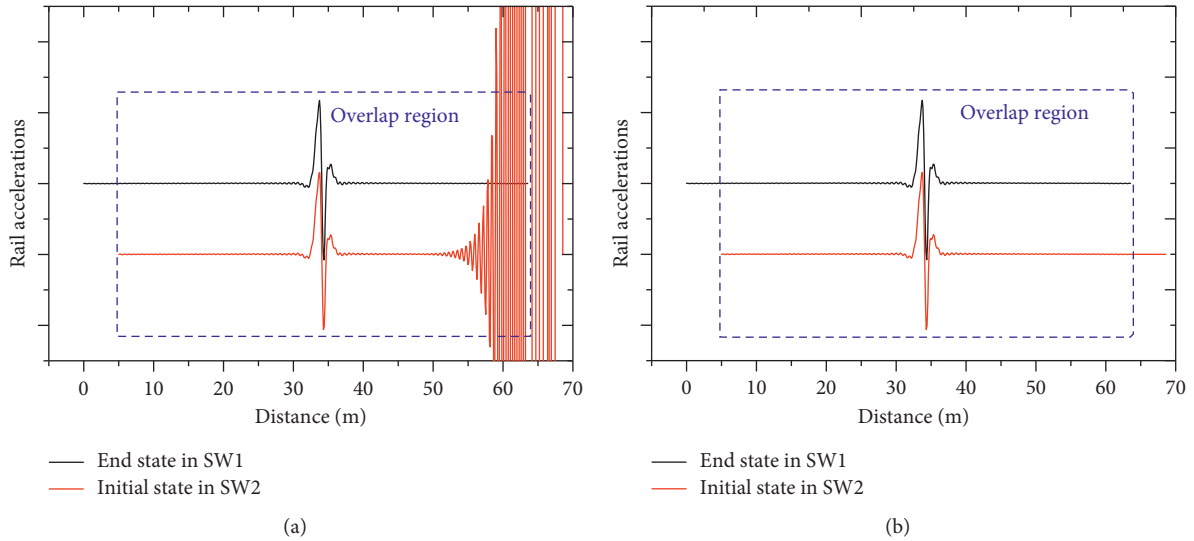 Rail accelerations
Overlap region
0 10 20 30 40 50 60 70
Distance (m)
End state in SW1
Initial state in SW2
(a)
Rail accelerations
Overlap region
0 10 20 30 40 50 60 70
Distance (m)
End state in SW1
Initial state in SW2
(b)